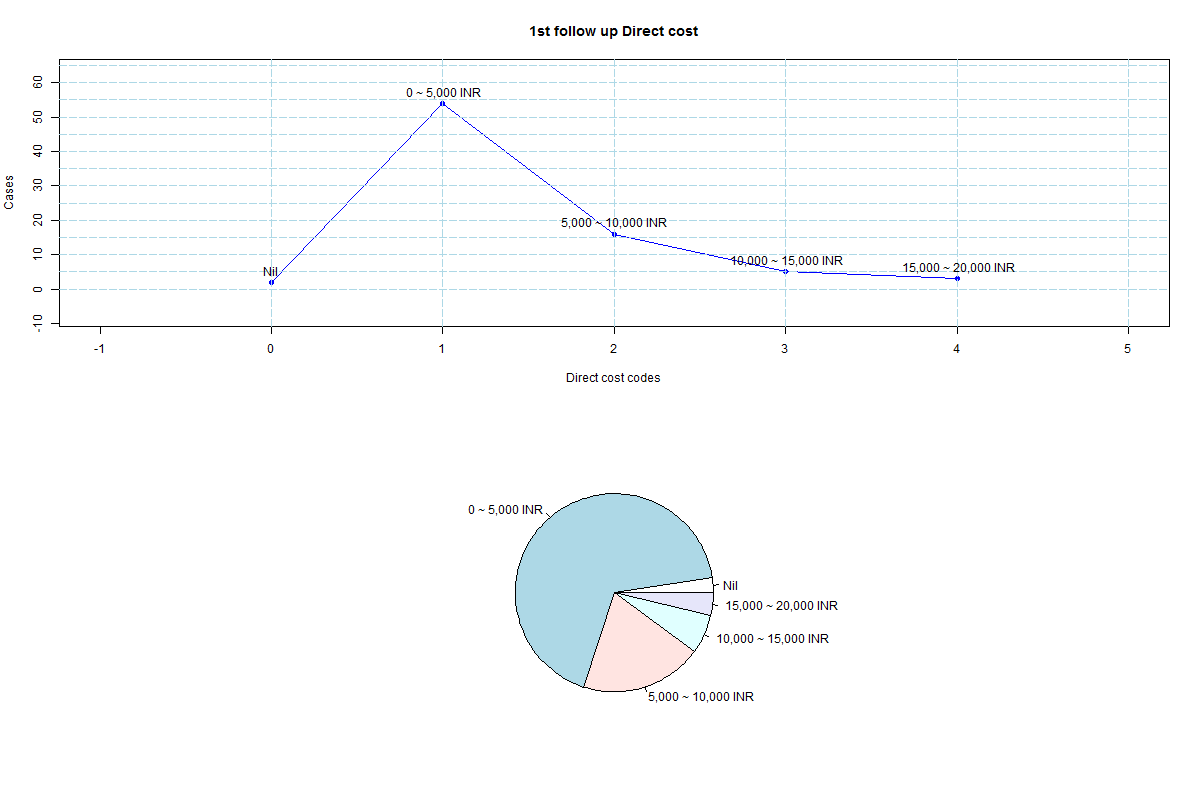 1st follow up Direct cost
Cases
60
50
40
30
20
10
0
-10
0 ~ 5,000 INR
5,000 ~ 10,000 INR
10,000 ~ 15,000 INR
15,000 ~ 20,000 INR
Nil
-1 0 1 2 3 4 5
Direct cost codes
0 ~ 5,000 INR
Nil
15,000 ~ 20,000 INR
10,000 ~ 15,000 INR
5,000 ~ 10,000 INR